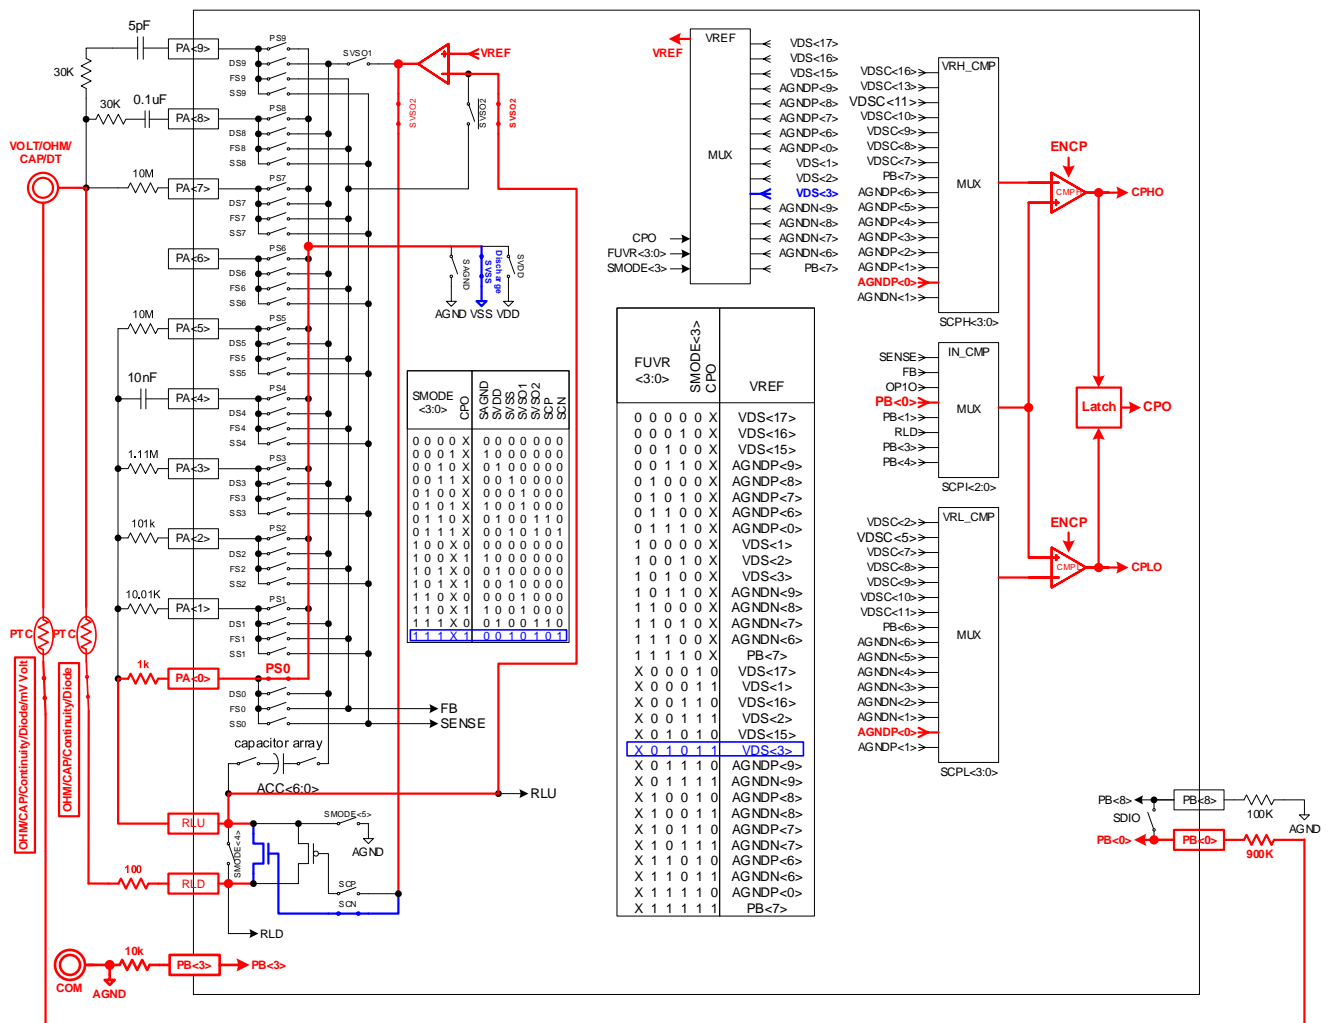 5pF
30K
30K
0.1uF
VOLT/OHM/
CAP/DT
10M
10M
10nF
1.11M
101k
10.01K
1k
PTC
PTC
OHM/CAP/Continuity/Diode/mV Volt
OHM/CAP/Continuity/Diode
100
10k
COM
AGND
PA<9>
PA<8>
PA<7>
PA<6>
PA<5>
PA<4>
PA<3>
PA<2>
PA<1>
PA<0>
RLU
RLD
PB<3>
PB<3>
PS9
DS9
FS9
SS9
PS8
DS8
FS8
SS8
PS7
DS7
FS7
SS7
PS6
DS6
FS6
SS6
PS5
DS5
FS5
SS5
PS4
DS4
FS4
SS4
PS3
DS3
FS3
SS3
PS2
DS2
FS2
SS2
PS1
DS1
FS1
SS1
PS0
DS0
FS0
SS0
FB
SENSE
capacitor array
ACC<6:0>
RLU
SMODE<5>
AGND
SMODE<4>
SCP
SCN
RLD
SVSO1
VREF
SVSO2
SVSO2
SVSO2
SAGND
SVSS
Discharge
SVDD
AGND VSS VDD
SMODE
<3:0>
CPO
SAGND
SVDD
SVSS
SVSO1
SVSO2
SCP
SCN
0 0 0 0 X 0 0 0 0 0 0 0
0 0 0 1 X 1 0 0 0 0 0 0
0 0 1 0 X 0 1 0 0 0 0 0
0 0 1 1 X 0 0 1 0 0 0 0
0 1 0 0 X 0 0 0 1 0 0 0
0 1 0 1 X 1 0 0 0 1 0 0
0 1 1 0 X 0 1 0 0 1 1 0
0 1 1 1 X 0 0 1 0 1 0 1
1 0 0 X 0 0 0 0 0 0 0 0
1 0 0 X 1 1 0 0 0 0 0 0
1 0 1 X 0 1 0 0 0 0 0 0
1 0 1 X 1 0 0 1 0 0 0 0
1 1 0 X 0 0 1 0 0 0 0 0
1 1 0 X 1 1 0 0 0 1 0 0
1 1 1 X 0 0 1 0 0 1 1 0
1 1 1 X 1 0 0 1 0 1 0 1
VREF
VREF
MUX
CPO
FUVR<3:0>
SMODE<3>
VDS<17>
VDS<16>
VDS<15>
AGNDP<9>
AGNDP<8>
AGNDP<7>
AGNDP<6>
AGNDP<0>
VDS<1>
VDS<2>
VDS<3>
AGNDN<9>
AGNDN<8>
AGNDN<7>
AGNDN<6>
PB<7>
FUVR
<3:0>
SMODE<3>
CPO
VREF
0 0 0 0 0 X VDS<17>
0 0 0 1 0 X VDS<16>
0 0 1 0 0 X VDS<15>
0 0 1 1 0 X AGNDP<9>
0 1 0 0 0 X AGNDP<8>
0 1 0 1 0 X AGNDP<7>
0 1 1 0 0 X AGNDP<6>
0 1 1 1 0 X AGNDP<0>
1 0 0 0 0 X VDS<1>
1 0 0 1 0 X VDS<2>
1 0 1 0 0 X VDS<3>
1 0 1 1 0 X AGNDN<9>
1 1 0 0 0 X AGNDN<8>
1 1 0 1 0 X AGNDN<7>
1 1 1 0 0 X AGNDN<6>
1 1 1 1 0 X PB<7>
X 0 0 0 1 0 VDS<17>
X 0 0 0 1 1 VDS<1>
X 0 0 1 1 0 VDS<16>
X 0 0 1 1 1 VDS<2>
X 0 1 0 1 0 VDS<15>
X 0 1 0 1 1 VDS<3>
X 0 1 1 1 0 AGNDP<9>
X 0 1 1 1 1 AGNDN<9>
X 1 0 0 1 0 AGNDP<8>
X 1 0 0 1 1 AGNDN<8>
X 1 0 1 1 0 AGNDP<7>
X 1 0 1 1 1 AGNDN<7>
X 1 1 0 1 0 AGNDP<6>
X 1 1 0 1 1 AGNDN<6>
X 1 1 1 1 0 AGNDP<0>
X 1 1 1 1 1 PB<7>
VRH_CMP
MUX
VDSC<16>
VDSC<13>
VDSC<11>
VDSC<10>
VDSC<9>
VDSC<8>
VDSC<7>
PB<7>
AGNDP<6>
AGNDP<5>
AGNDP<4>
AGNDP<3>
AGNDP<2>
AGNDP<1>
AGNDP<0>
AGNDN<1>
SCPH<3:0>
IN_CMP
MUX
SENSE
FB
OP1O
PB<0>
PB<1>
RLD
PB<3>
PB<4>
SCPI<2:0>
VRL_CMP
MUX
VDSC<2>
VDSC<5>
VDSC<7>
VDSC<8>
VDSC<9>
VDSC<10>
VDSC<11>
PB<6>
AGNDN<6>
AGNDN<5>
AGNDN<4>
AGNDN<3>
AGNDN<2>
AGNDN<1>
AGNDP<0>
AGNDP<1>
SCPL<3:0>
ENCP
CPHO
Latch
CPO
ENCP
CPLO
PB<8>
PB<8>
SDIO
100K
AGND
PB<0>
PB<0>
900K